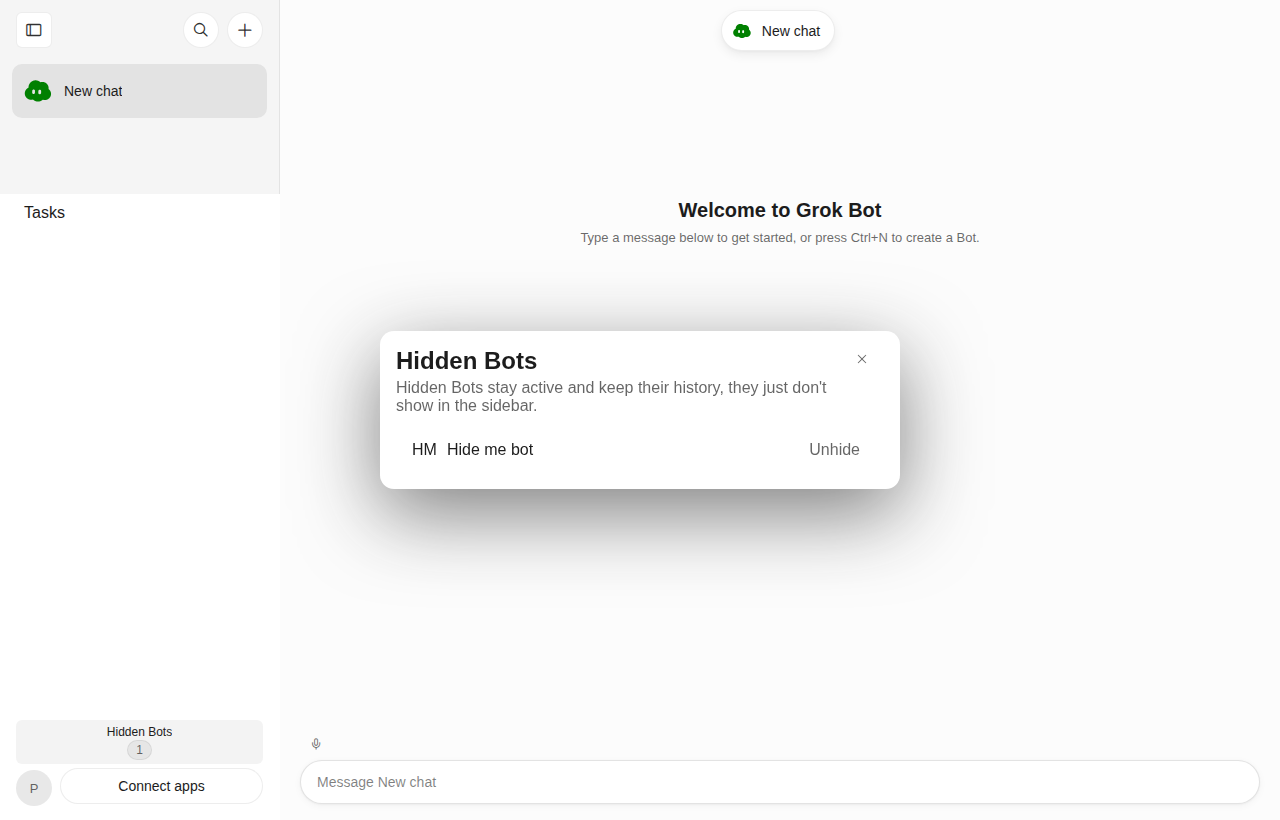 New chat
New chat
Tasks
Welcome to Grok Bot
Type a message below to get started, or press Ctrl+N to create a Bot.
Hidden Bots
Hidden Bots stay active and keep their history, they just don't
show in the sidebar.
HM Hide me bot Unhide
Hidden Bots
1
P Connect apps
Message New chat